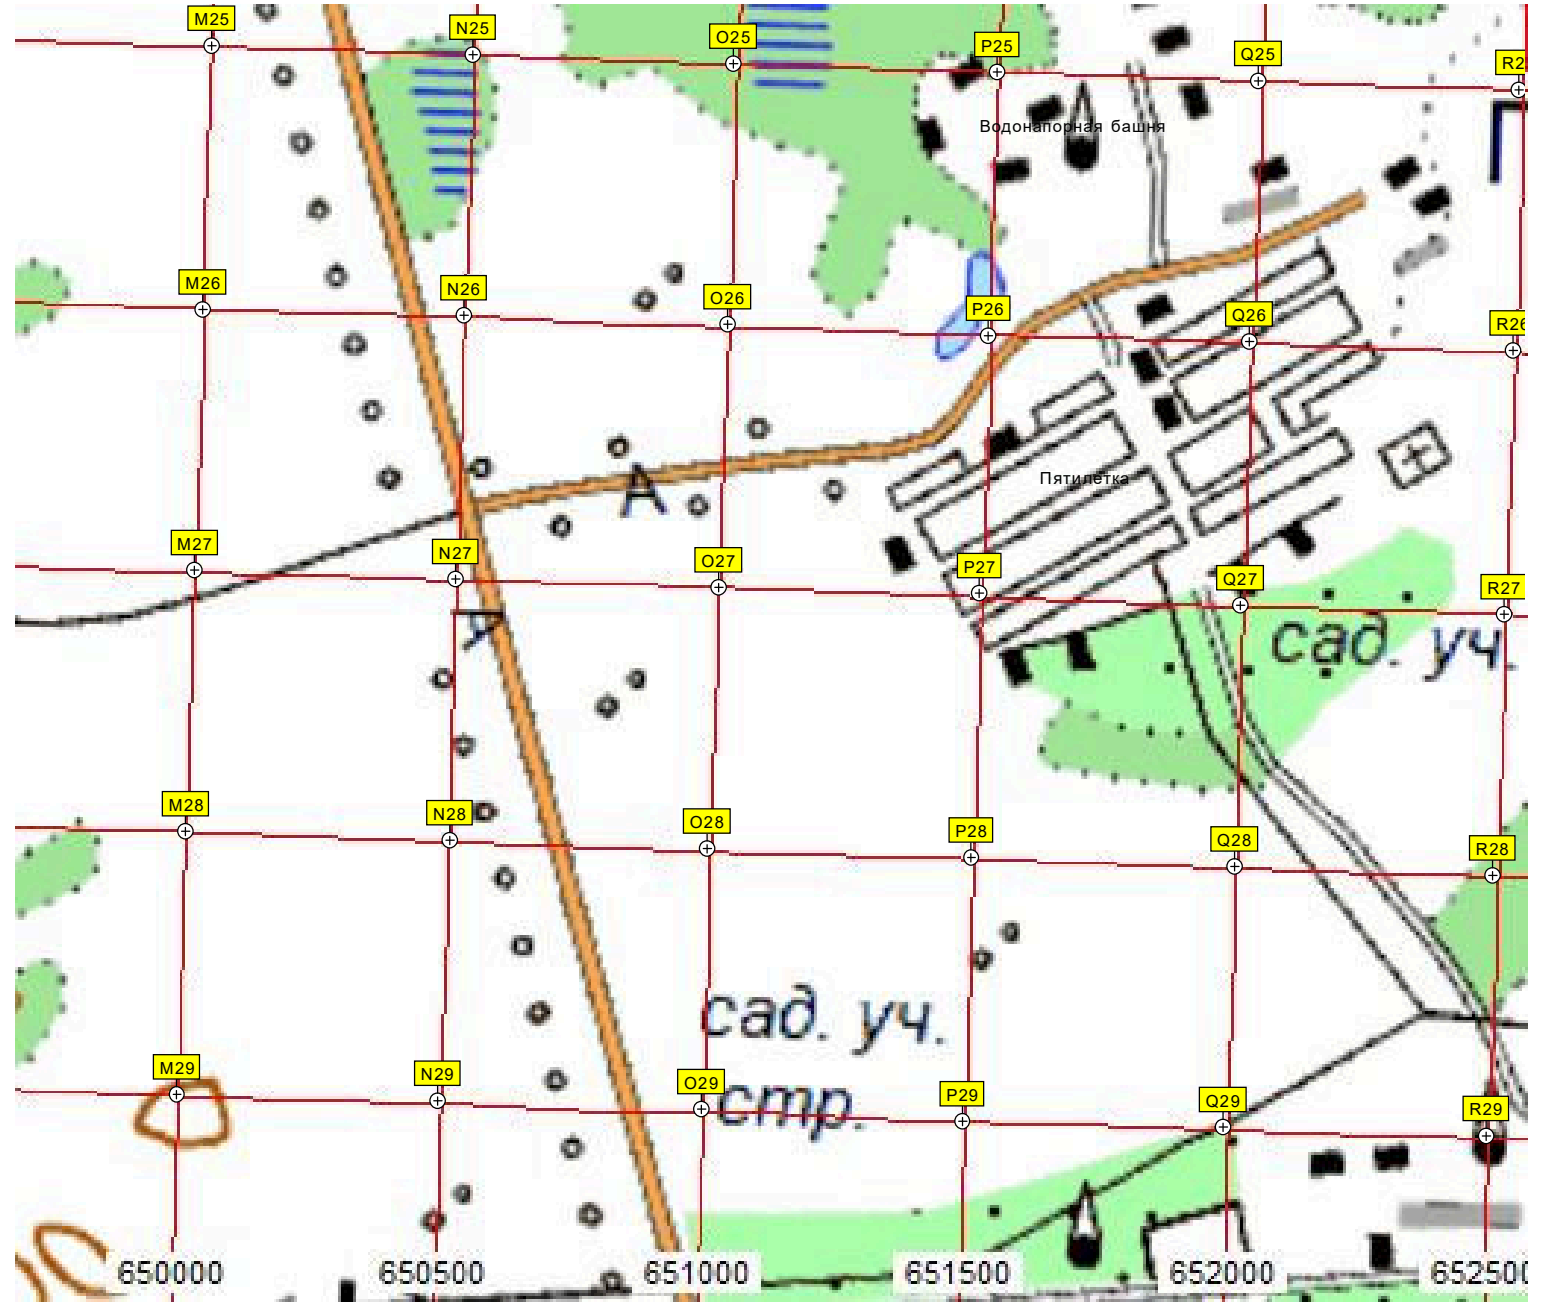 M25
N25
O25
P25
Q25
R2
Водонапорная башня
M26
N26
O26
P26
Q26
R26
А
Пятилетка
M27
N27
O27
P27
Q27
R27
А
сад. уч.
M28
N28
O28
P28
Q28
R28
сад. уч.
стр.
M29
N29
O29
P29
Q29
R29
650000 650500 651000 651500 652000 652500